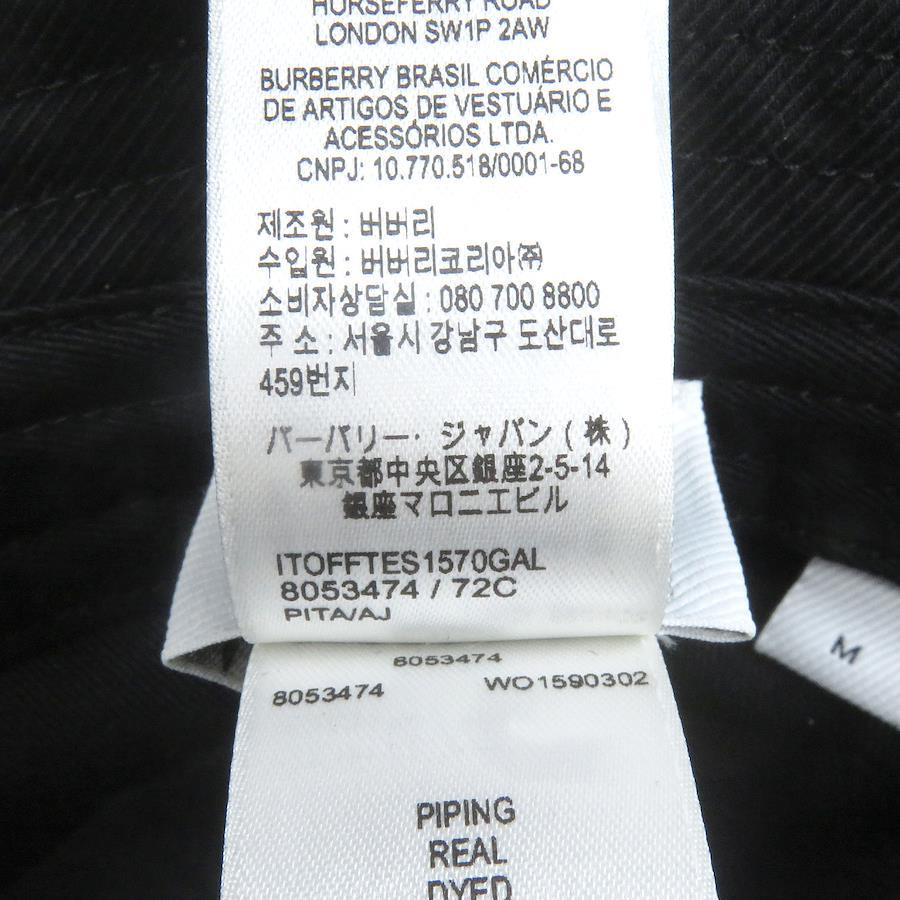 HORSEFERRY ROAD
LONDON SW1P 2AW
BURBERRY BRASIL COMÉRCIO
DE ARTIGOS DE VESTUÁRIO E
ACESSÓRIOS LTDA.
CNPJ: 10.770.518/0001-68
제조원 : 버버리
수입원 : 버버리코리아㈜
소비자상담실 : 080 700 8800
주 소 : 서울시 강남구 도산대로
459번지
バーバリー・ジャパン ( 株 )
東京都中央区銀座2-5-14
銀座マロニエビル
ITOFFTES1570GAL
8053474 / 72C
PITA/AJ
8053474
8053474 WO1590302
M
PIPING
REAL
DYED